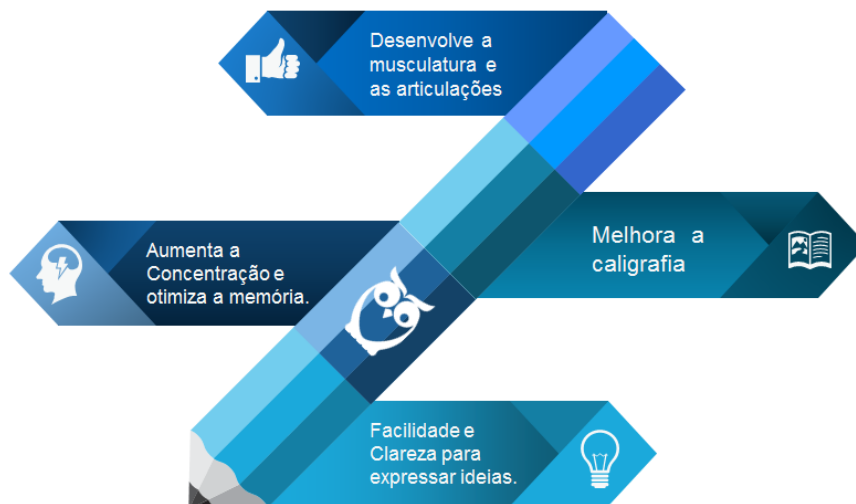 Desenvolve a
musculatura e
as articulações
Melhora a
caligrafia
Aumenta a
Concentração e
otimiza a memória.
Facilidade e
Clareza para
expressar ideias.